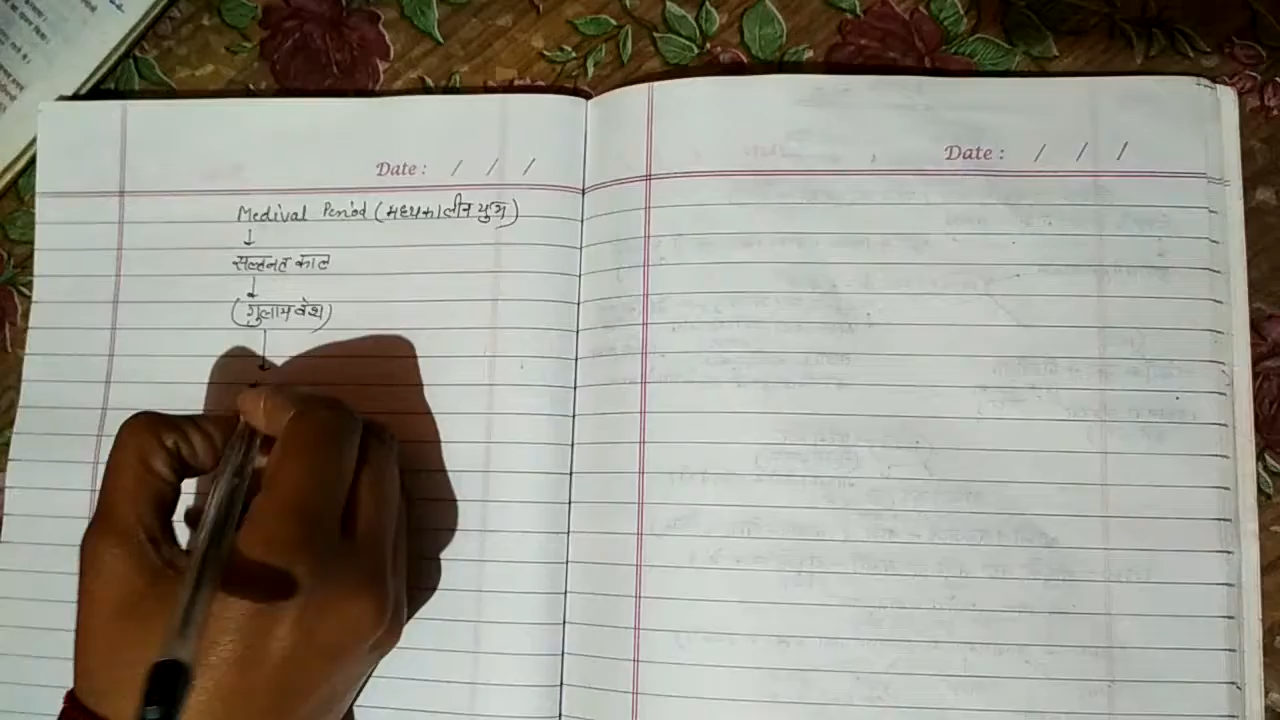 Date: / / /
Date: / / /
Medival Period (मध्यकालीन युग)
सल्तनत काल
(गुलाम वंश)